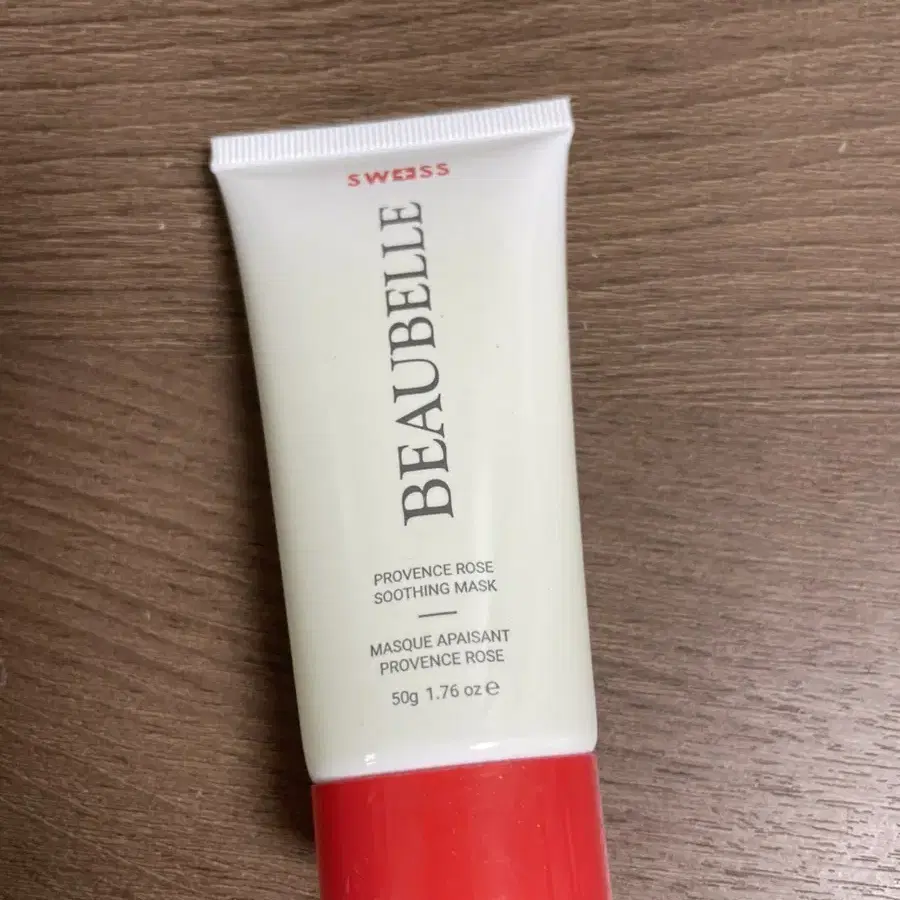 SWISS
BEAUBELLE
PROVENCE ROSE
SOOTHING MASK
MASQUE APAISANT
PROVENCE ROSE
50g 1.76 oz ℮